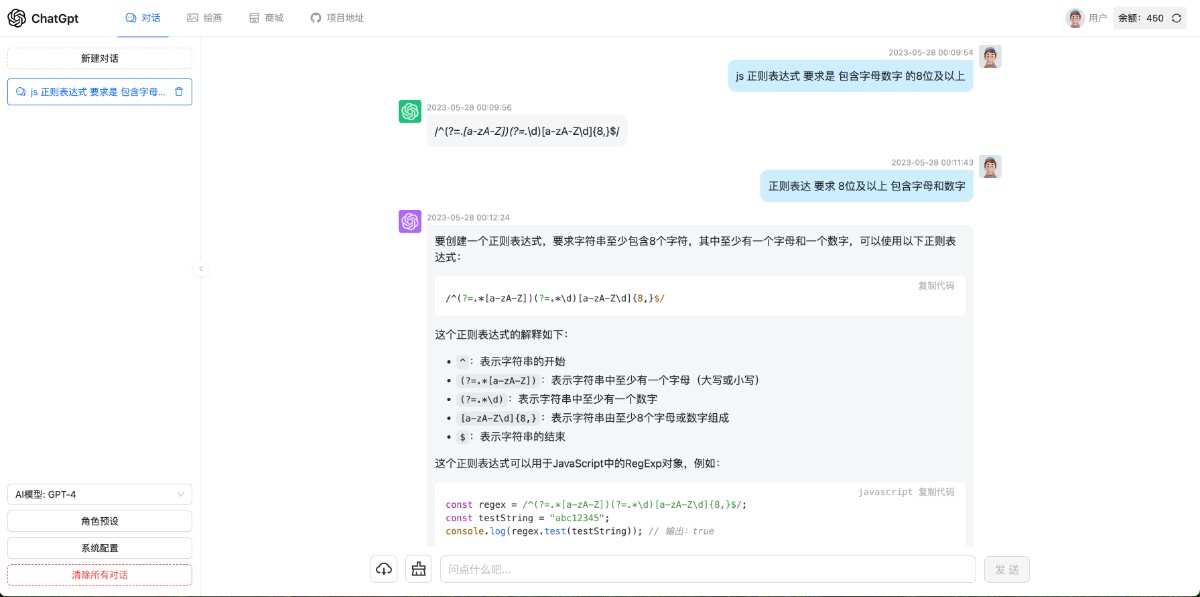 ChatGpt
对话
绘画
商城
项目地址
用户
余额：450
新建对话
js 正则表达式 要求是 包含字母...
2023-05-28 00:09:54
js 正则表达式 要求是 包含字母数字 的8位及以上
2023-05-28 00:09:56
/^(?=.[a-zA-Z])(?=.\d)[a-zA-Z\d]{8,}$/
2023-05-28 00:11:43
正则表达 要求 8位及以上 包含字母和数字
2023-05-28 00:12:24
要创建一个正则表达式，要求字符串至少包含8个字符，其中至少有一个字母和一个数字，可以使用以下正则表
达式：
复制代码
/^(?=.*[a-zA-Z])(?=.*\d)[a-zA-Z\d]{8,}$/
这个正则表达式的解释如下：
• ^：表示字符串的开始
• (?=.*[a-zA-Z])：表示字符串中至少有一个字母（大写或小写）
• (?=.*\d)：表示字符串中至少有一个数字
• [a-zA-Z\d]{8,}：表示字符串由至少8个字母或数字组成
• $：表示字符串的结束
这个正则表达式可以用于JavaScript中的RegExp对象，例如：
javascript 复制代码
const regex = /^(?=.*[a-zA-Z])(?=.*\d)[a-zA-Z\d]{8,}$/;
const testString = "abc12345";
console.log(regex.test(testString)); // 输出：true
AI模型: GPT-4
角色预设
系统配置
清除所有对话
问点什么吧...
发 送